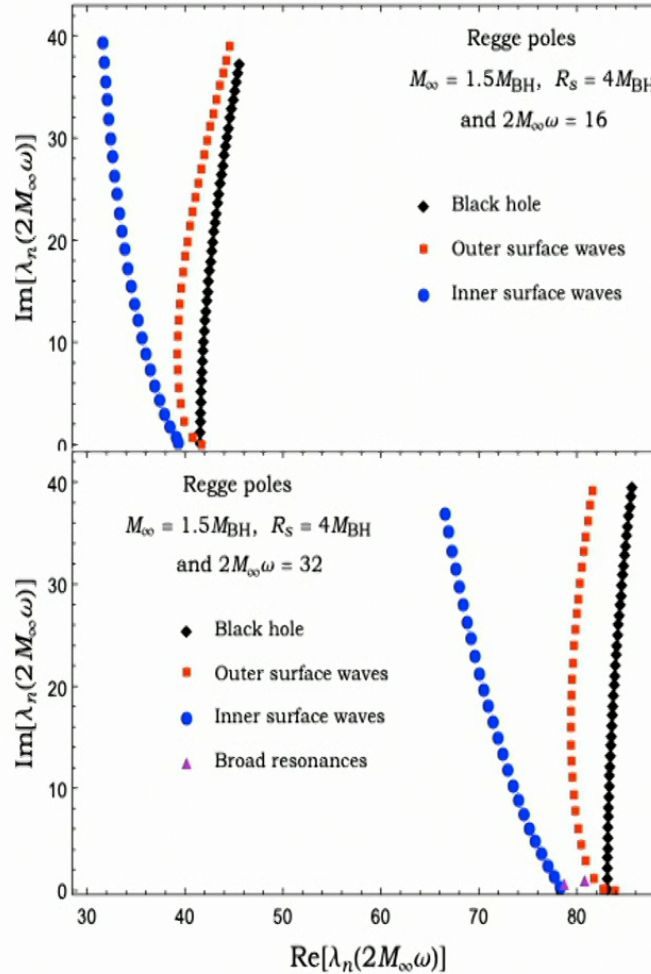 40
30
20
10
0
Im[λn(2M∞ω)]
Regge poles
M∞ = 1.5MBH, Rs = 4MBH
and 2M∞ω = 16
Black hole
Outer surface waves
Inner surface waves
40
30
20
10
0
Im[λn(2M∞ω)]
Regge poles
M∞ = 1.5MBH, Rs = 4MBH
and 2M∞ω = 32
Black hole
Outer surface waves
Inner surface waves
Broad resonances
30 40 50 60 70 80
Re[λn(2M∞ω)]